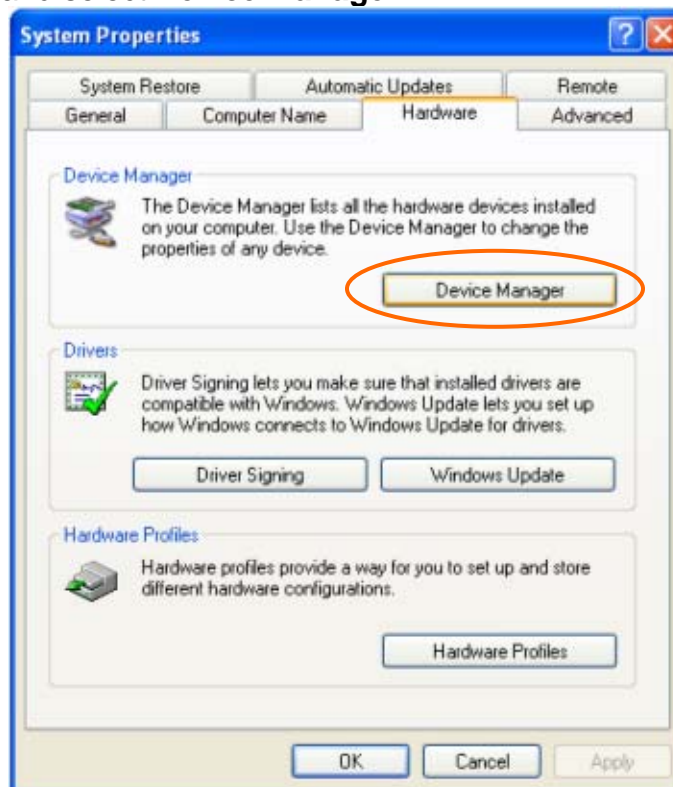 System Properties
System Restore Automatic Updates Remote
General Computer Name Hardware Advanced
Device Manager
The Device Manager lists all the hardware devices installed
on your computer. Use the Device Manager to change the
properties of any device.
Device Manager
Drivers
Driver Signing lets you make sure that installed drivers are
compatible with Windows. Windows Update lets you set up
how Windows connects to Windows Update for drivers.
Driver Signing Windows Update
Hardware Profiles
Hardware profiles provide a way for you to set up and store
different hardware configurations.
Hardware Profiles
OK Cancel Apply